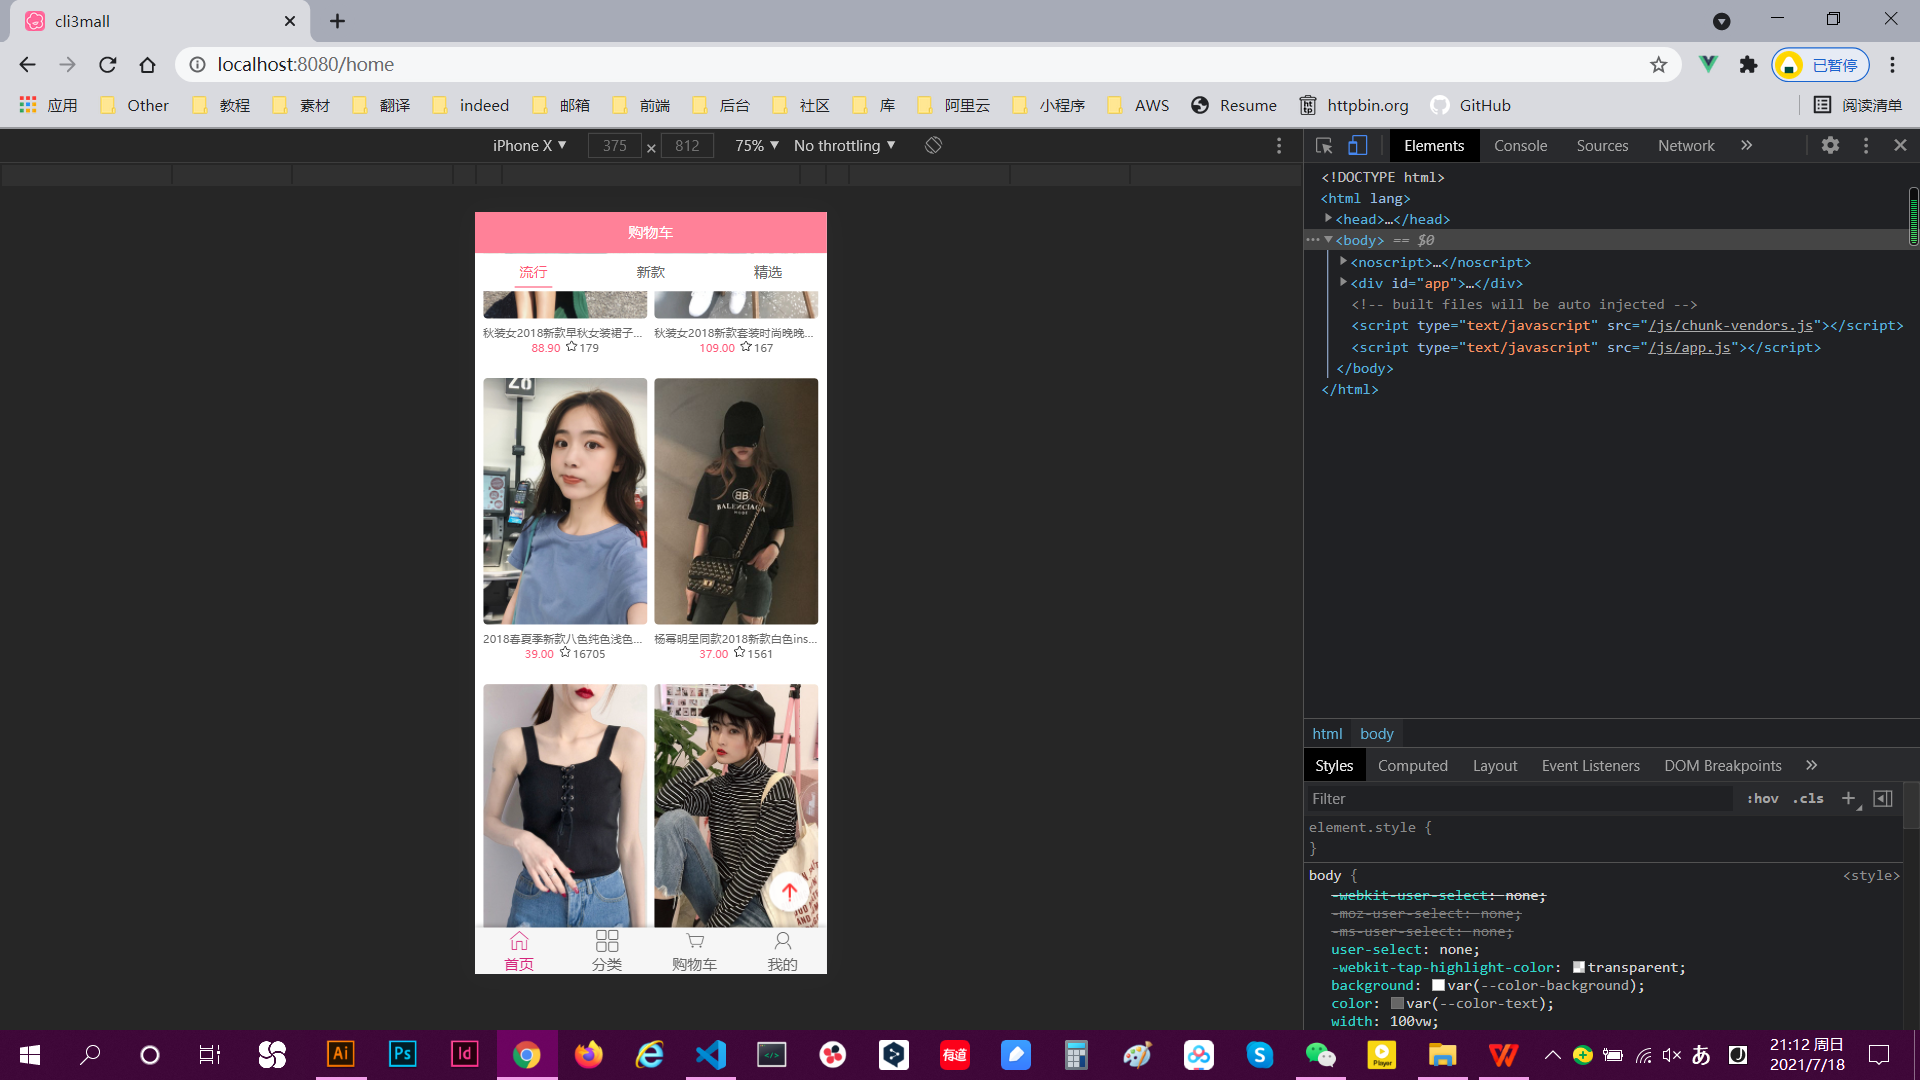 cli3mall
localhost:8080/home
已暂停
应用 Other 教程 素材 翻译 indeed 邮箱 前端 后台 社区 库 阿里云 小程序 AWS Resume httpbin.org GitHub 阅读清单
iPhone X 375 × 812 75% No throttling
Elements Console Sources Network
<!DOCTYPE html>
<html lang>
<head>…</head>
<body> == $0
<noscript>…</noscript>
<div id="app">…</div>
<!-- built files will be auto injected -->
<script type="text/javascript" src="/js/chunk-vendors.js"></script>
<script type="text/javascript" src="/js/app.js"></script>
</body>
</html>
购物车
流行 新款 精选
秋装女2018新款早秋女装裙子... 秋装女2018新款套装时尚晚晚...
88.90 179 109.00 167
BB
BALENCIAGA
2018春夏季新款八色纯色浅色... 杨幂明星同款2018新款白色ins...
39.00 16705 37.00 1561
首页 分类 购物车 我的
html body
Styles Computed Layout Event Listeners DOM Breakpoints
Filter :hov .cls
element.style {
}
body { <style>
-webkit-user-select: none;
-moz-user-select: none;
-ms-user-select: none;
user-select: none;
-webkit-tap-highlight-color: transparent;
background: var(--color-background);
color: var(--color-text);
width: 100vw;
Ai Ps Id 有道 Player あ J
21:12 周日
2021/7/18